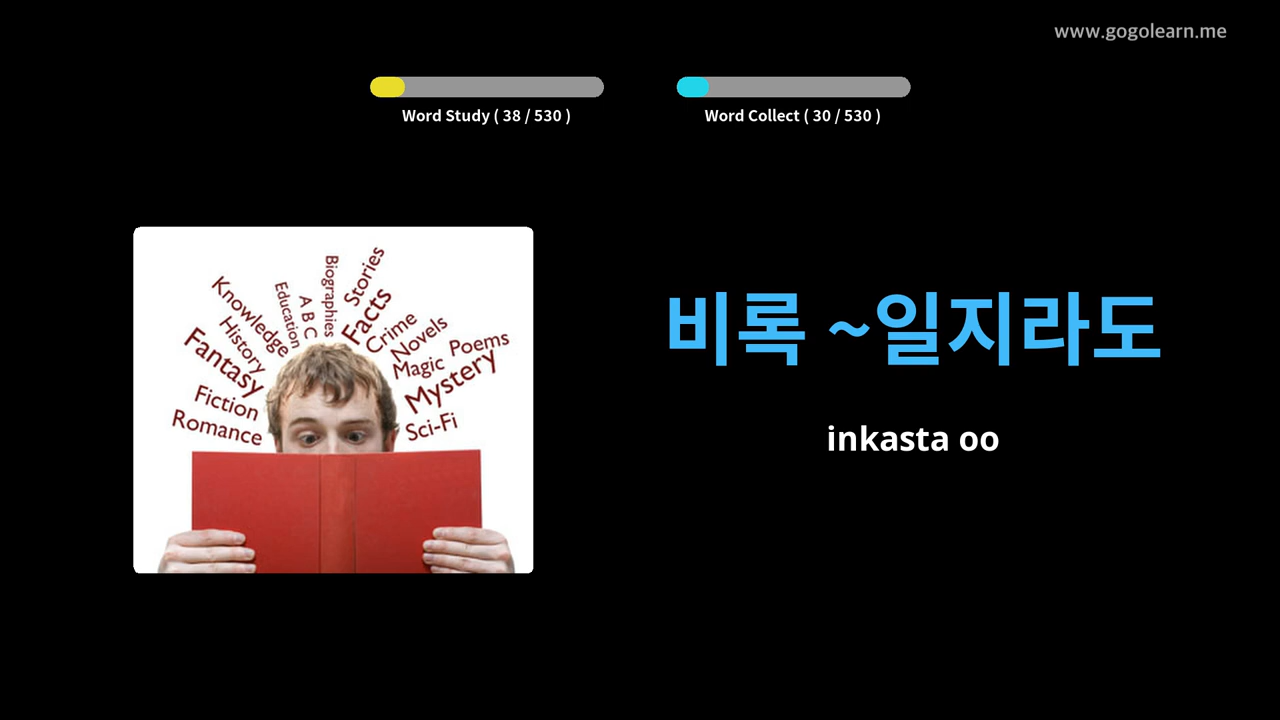 www.gogolearn.me
Word Study ( 38 / 530 )
Word Collect ( 30 / 530 )
Biographies
Stories
Knowledge
Education
A B C
Facts
History
Crime
Novels
Fantasy
Magic
Poems
Mystery
Fiction
Romance
Sci-Fi
비록 ~일지라도
inkasta oo